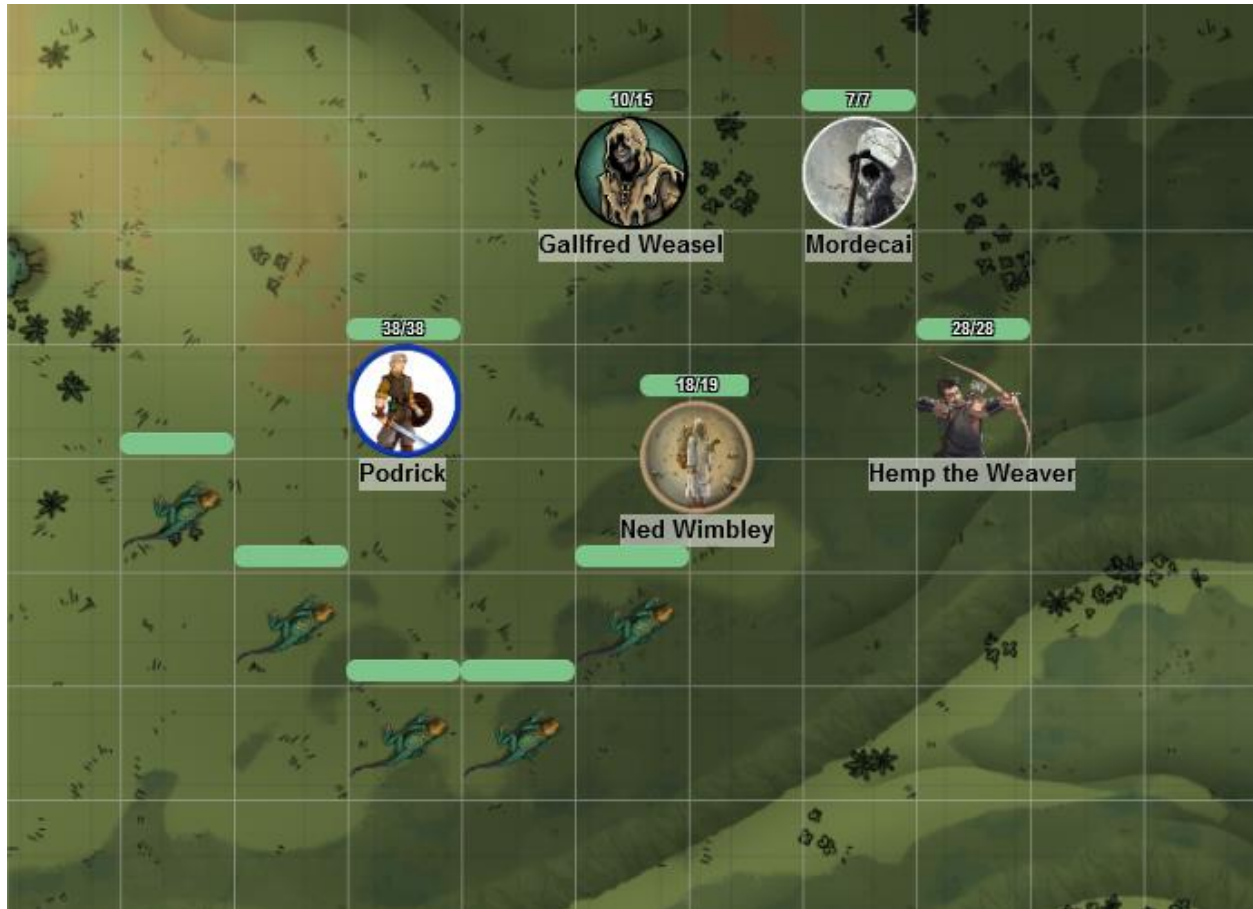 10/15
7/7
Gallfred Weasel
Mordecai
38/38
28/28
18/19
Podrick
Hemp the Weaver
Ned Wimbley